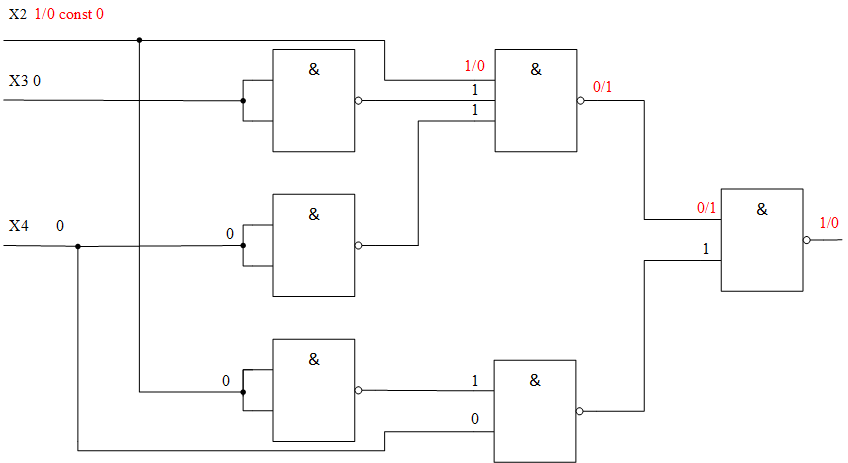 X2 1/0 const 0
& 1/0 &
X3 0 1 0/1
1
& 0/1 &
X4 0 0 1 1/0
& &
0 1
0